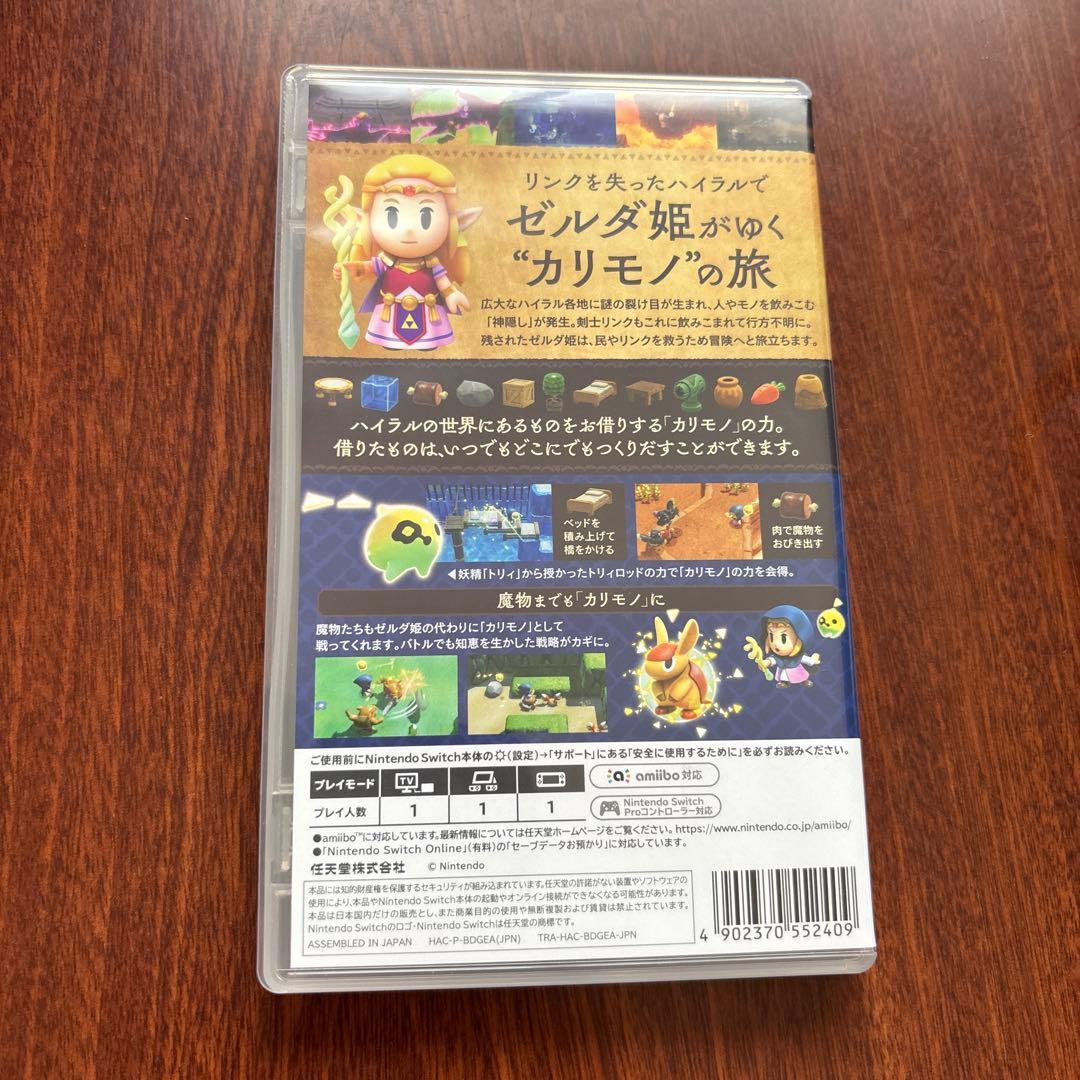 リンクを失ったハイラルで
ゼルダ姫がゆく
“カリモノ”の旅
広大なハイラル各地に謎の裂け目が生まれ、人やモノを飲みこむ
「神隠し」が発生。剣士リンクもこれに飲みこまれて行方不明に。
残されたゼルダ姫は、民やリンクを救うため冒険へと旅立ちます。
ハイラルの世界にあるものをお借りする「カリモノ」の力。
借りたものは、いつでもどこにでもつくりだすことができます。
ベッドを
積み上げて
橋をかける
肉で魔物を
おびき出す
◀妖精「トリィ」から授かったトリィロッドの力で「カリモノ」の力を会得。
魔物までも「カリモノ」に
魔物たちもゼルダ姫の代わりに「カリモノ」として
戦ってくれます。バトルでも知恵を生かした戦略がカギに。
ご使用前にNintendo Switch本体の(設定)→「サポート」にある「安全に使用するために」を必ずお読みください。
プレイモード TV
プレイ人数 1 1 1
amiibo対応
Nintendo Switch
Proコントローラー対応
●amiibo™に対応しています。最新情報については任天堂ホームページをご覧ください。https://www.nintendo.co.jp/amiibo/
●「Nintendo Switch Online」(有料)の「セーブデータお預かり」に対応しています。
任天堂株式会社 © Nintendo
本品には知的財産権を保護するセキュリティが組み込まれています。任天堂の許諾がない装置やソフトウェアの
使用により、本品やNintendo Switch本体の起動やオンライン接続ができなくなる可能性があります。
本品は日本国内だけの販売とし、また商業目的の使用や無断複製および賃貸は禁止されています。
Nintendo Switchのロゴ・Nintendo Switchは任天堂の商標です。
ASSEMBLED IN JAPAN HAC-P-BDGEA(JPN) TRA-HAC-BDGEA-JPN
4 902370 552409